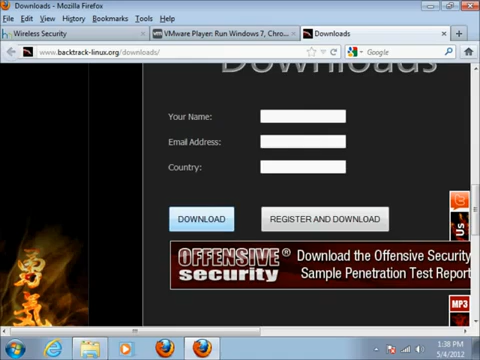 Downloads - Mozilla Firefox
File Edit View History Bookmarks Tools Help
Wireless Security
VMware Player: Run Windows 7, Chro...
Downloads
www.backtrack-linux.org/downloads/
Google
Downloads
Your Name:
Email Address:
Country:
DOWNLOAD
REGISTER AND DOWNLOAD
OFFENSIVE®
security
Download the Offensive Security
Sample Penetration Test Report
Us
MP3
1:38 PM
5/4/2012